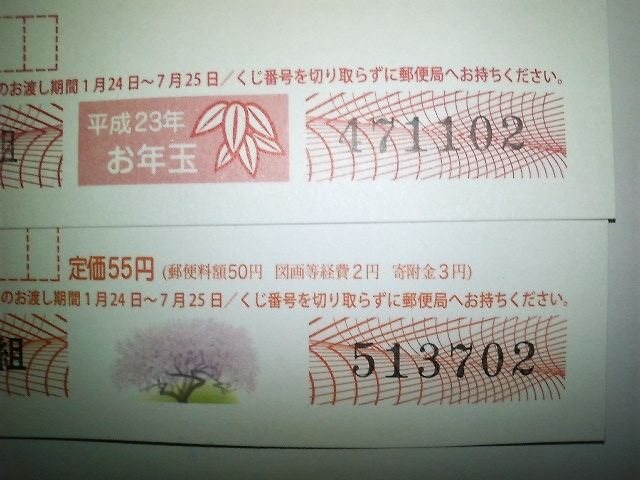 のお渡し期間1月24日〜7月25日／くじ番号を切り取らずに郵便局へお持ちください。
組
平成23年
お年玉
471102
定価55円(郵便料額50円 図画等経費2円 寄附金3円)
のお渡し期間1月24日〜7月25日／くじ番号を切り取らずに郵便局へお持ちください。
組
513702